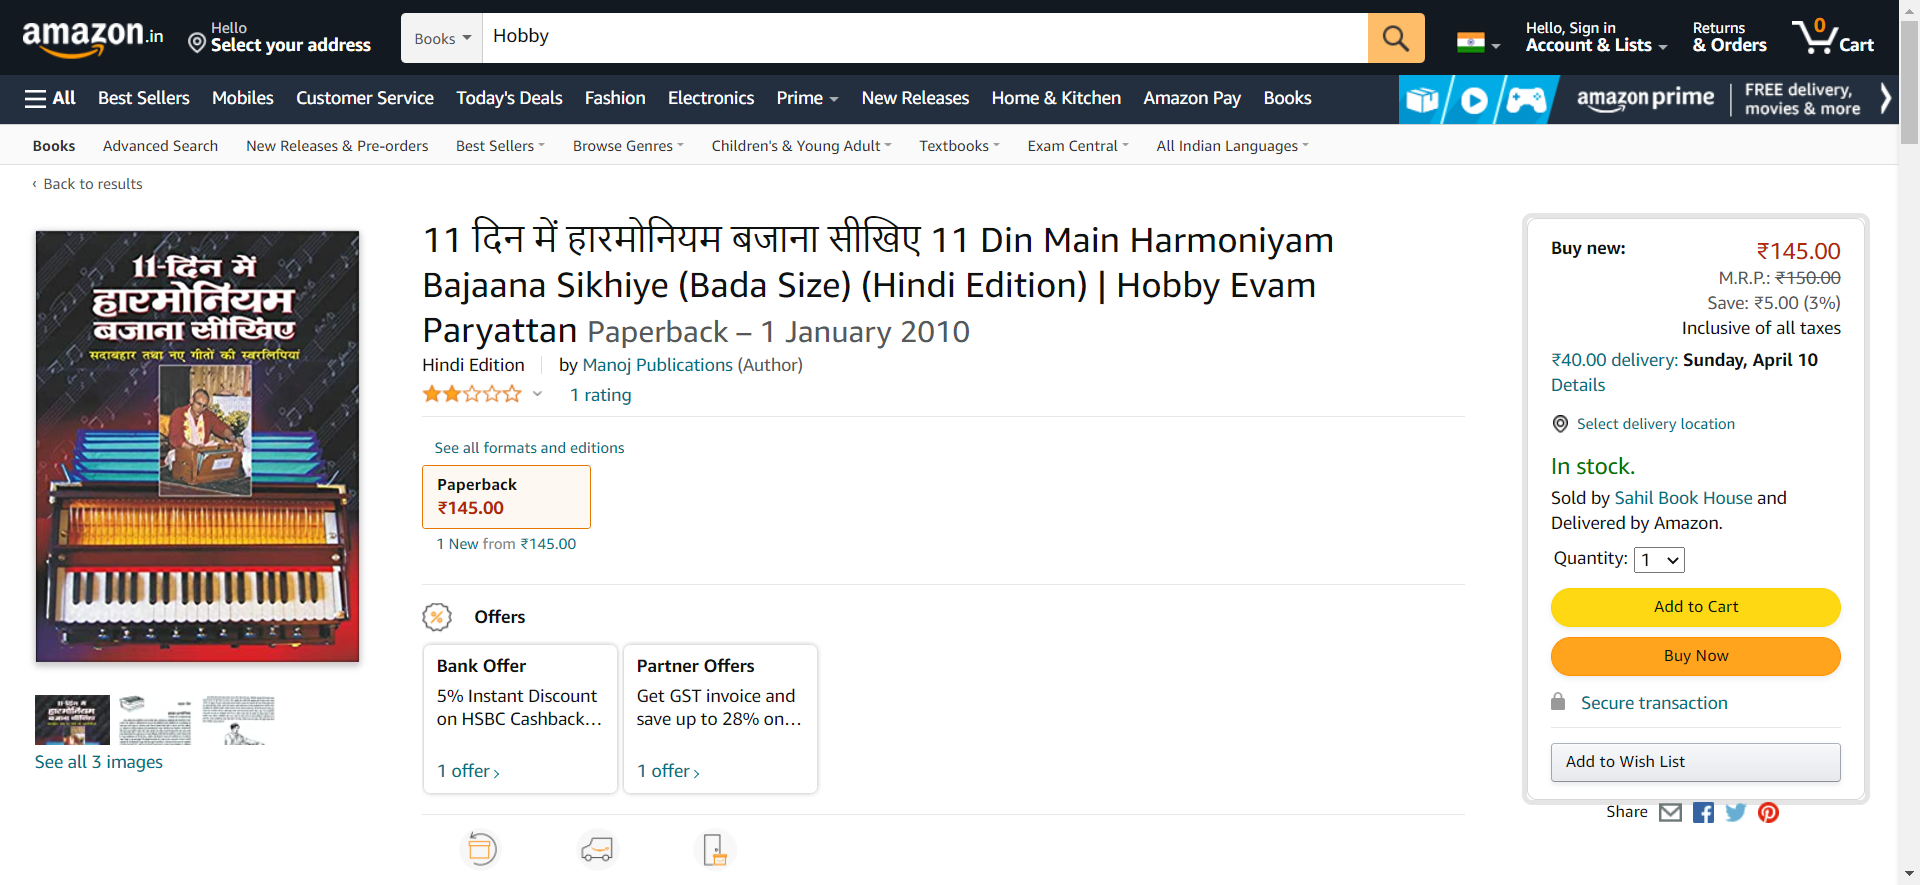 amazon.in
Hello
Select your address
Books
Hobby
Hello, Sign in
Account & Lists
Returns
& Orders
0
Cart
All
Best Sellers
Mobiles
Customer Service
Today's Deals
Fashion
Electronics
Prime
New Releases
Home & Kitchen
Amazon Pay
Books
amazon prime
FREE delivery,
movies & more
Books
Advanced Search
New Releases & Pre-orders
Best Sellers
Browse Genres
Children's & Young Adult
Textbooks
Exam Central
All Indian Languages
‹ Back to results
11-दिन में
हारमोनियम
बजाना सीखिए
सदाबहार तथा नए गीतों की स्वरलिपियां
See all 3 images
11 दिन में हारमोनियम बजाना सीखिए 11 Din Main Harmoniyam
Bajaana Sikhiye (Bada Size) (Hindi Edition) | Hobby Evam
Paryattan Paperback – 1 January 2010
Hindi Edition
by Manoj Publications (Author)
1 rating
See all formats and editions
Paperback
₹145.00
1 New from ₹145.00
Offers
Bank Offer
5% Instant Discount
on HSBC Cashback…
1 offer ›
Partner Offers
Get GST invoice and
save up to 28% on…
1 offer ›
Buy new:
₹145.00
M.R.P.: ₹150.00
Save: ₹5.00 (3%)
Inclusive of all taxes
₹40.00 delivery: Sunday, April 10
Details
Select delivery location
In stock.
Sold by Sahil Book House and
Delivered by Amazon.
Quantity: 1
Add to Cart
Buy Now
Secure transaction
Add to Wish List
Share